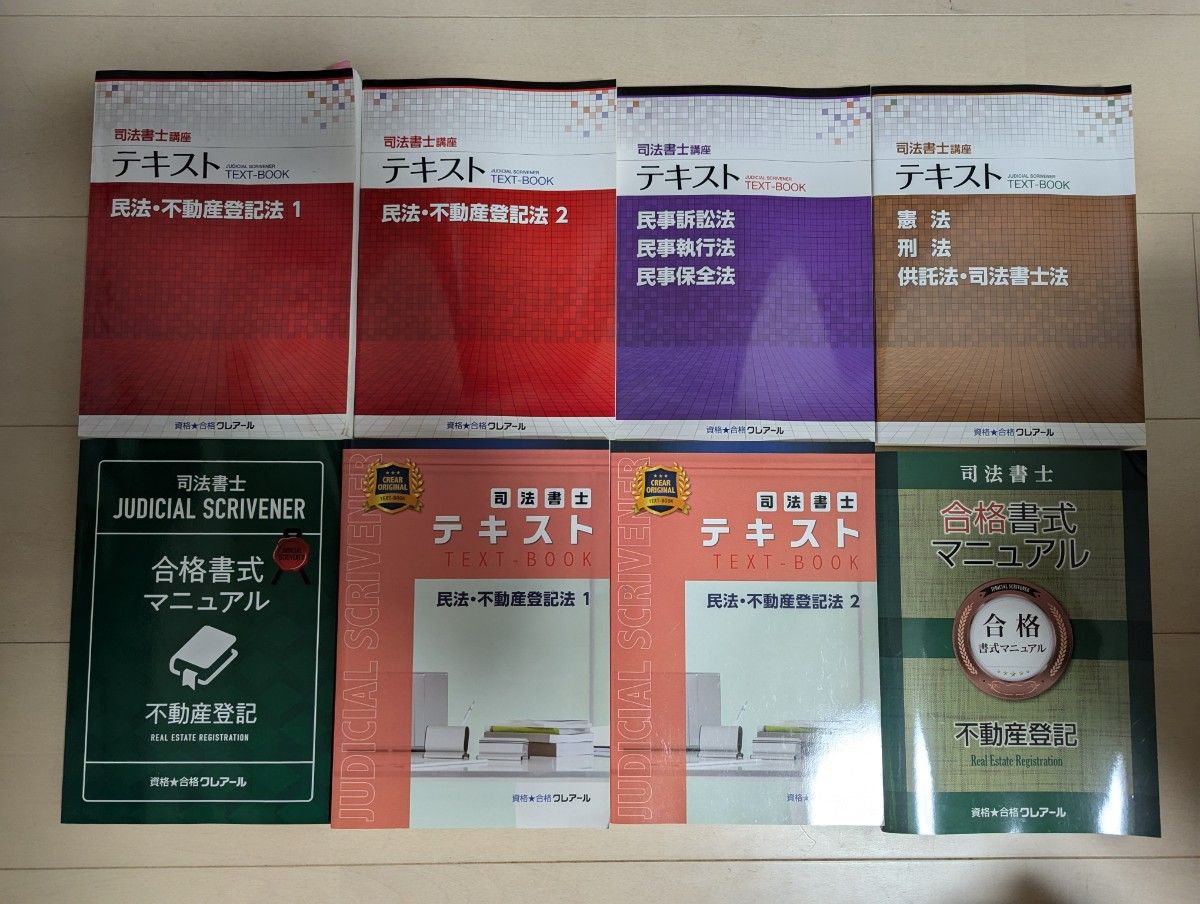 司法書士講座
テキスト JUDICIAL SCRIVENER TEXT-BOOK
民法・不動産登記法 1
資格★合格クレアール
司法書士講座
テキスト JUDICIAL SCRIVENER TEXT-BOOK
民法・不動産登記法 2
資格★合格クレアール
司法書士講座
テキスト JUDICIAL SCRIVENER TEXT-BOOK
民事訴訟法
民事執行法
民事保全法
資格★合格クレアール
司法書士講座
テキスト JUDICIAL SCRIVENER TEXT-BOOK
憲法
刑法
供託法・司法書士法
資格★合格クレアール
司法書士
JUDICIAL SCRIVENER
JUDICIAL SCRIVENER
合格書式
マニュアル
不動産登記
REAL ESTATE REGISTRATION
資格★合格クレアール
JUDICIAL SCRIVENER
CREAR
ORIGINAL
TEXT-BOOK
司法書士
テキスト
TEXT-BOOK
民法・不動産登記法 1
資格★合格クレアール
JUDICIAL SCRIVENER
CREAR
ORIGINAL
TEXT-BOOK
司法書士
テキスト
TEXT-BOOK
民法・不動産登記法 2
資格★
司法書士
合格書式
マニュアル
JUDICIAL SCRIVENER
合格
書式マニュアル
不動産登記
Real Estate Registration
資格★合格クレアール